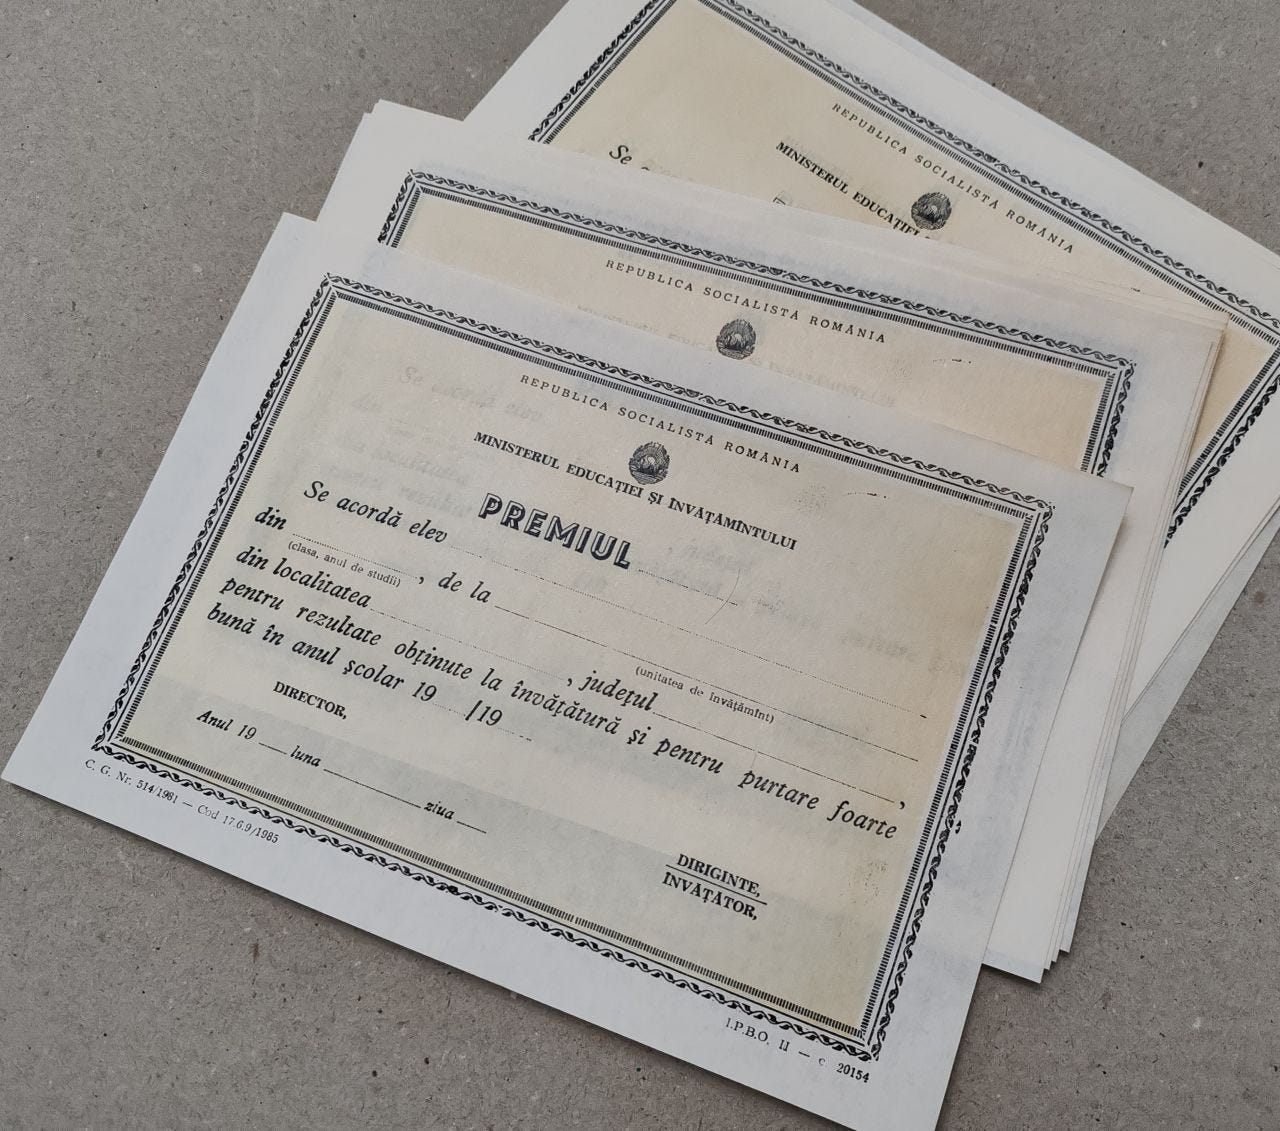 REPUBLICA SOCIALISTĂ ROMÂNIA
MINISTERUL EDUCAȚIEI
Se
REPUBLICA SOCIALISTĂ ROMÂNIA
REPUBLICA SOCIALISTĂ ROMÂNIA
MINISTERUL EDUCAȚIEI ȘI ÎNVĂȚĂMÎNTULUI
PREMIUL
Se acordă elev
din , de la
(clasa, anul de studii) (unitatea de învățămînt)
din localitatea , județul ,
pentru rezultate obținute la învățătură și pentru purtare foarte
bună în anul școlar 19 /19
DIRECTOR, DIRIGINTE,
ÎNVĂȚĂTOR,
Anul 19 luna ziua
C. G. Nr. 514/1981 — Cod 17.6.9/1985
I.P.B.O. II — c. 20154